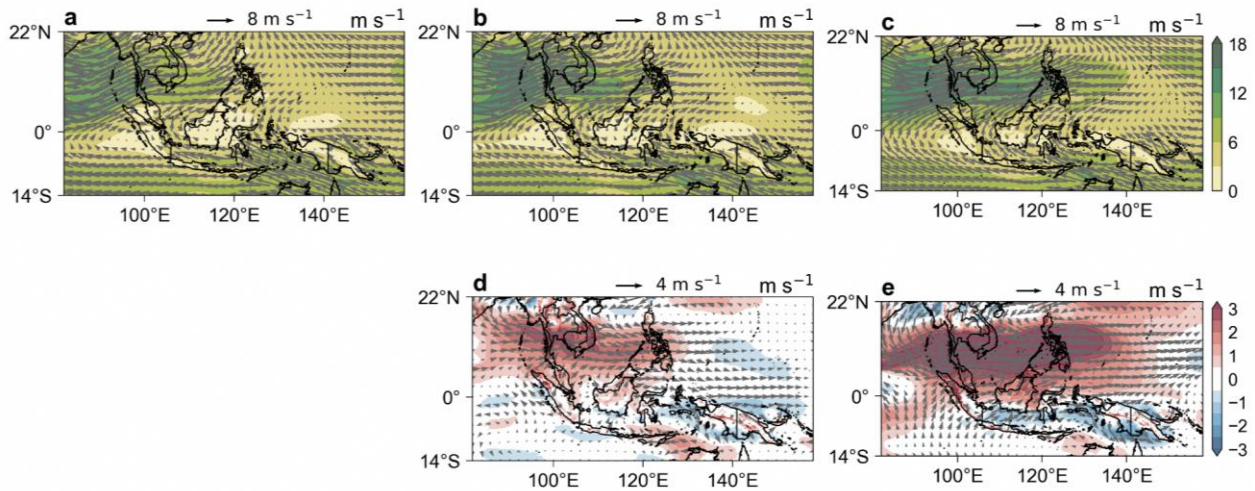 a → 8 m s⁻¹ m s⁻¹
22°N
0°
14°S
100°E 120°E 140°E
b → 8 m s⁻¹ m s⁻¹
22°N
0°
14°S
100°E 120°E 140°E
c → 8 m s⁻¹ m s⁻¹
22°N
0°
14°S
100°E 120°E 140°E
18
12
6
0
d → 4 m s⁻¹ m s⁻¹
22°N
0°
14°S
100°E 120°E 140°E
e → 4 m s⁻¹ m s⁻¹
22°N
0°
14°S
100°E 120°E 140°E
3
2
1
0
−1
−2
−3